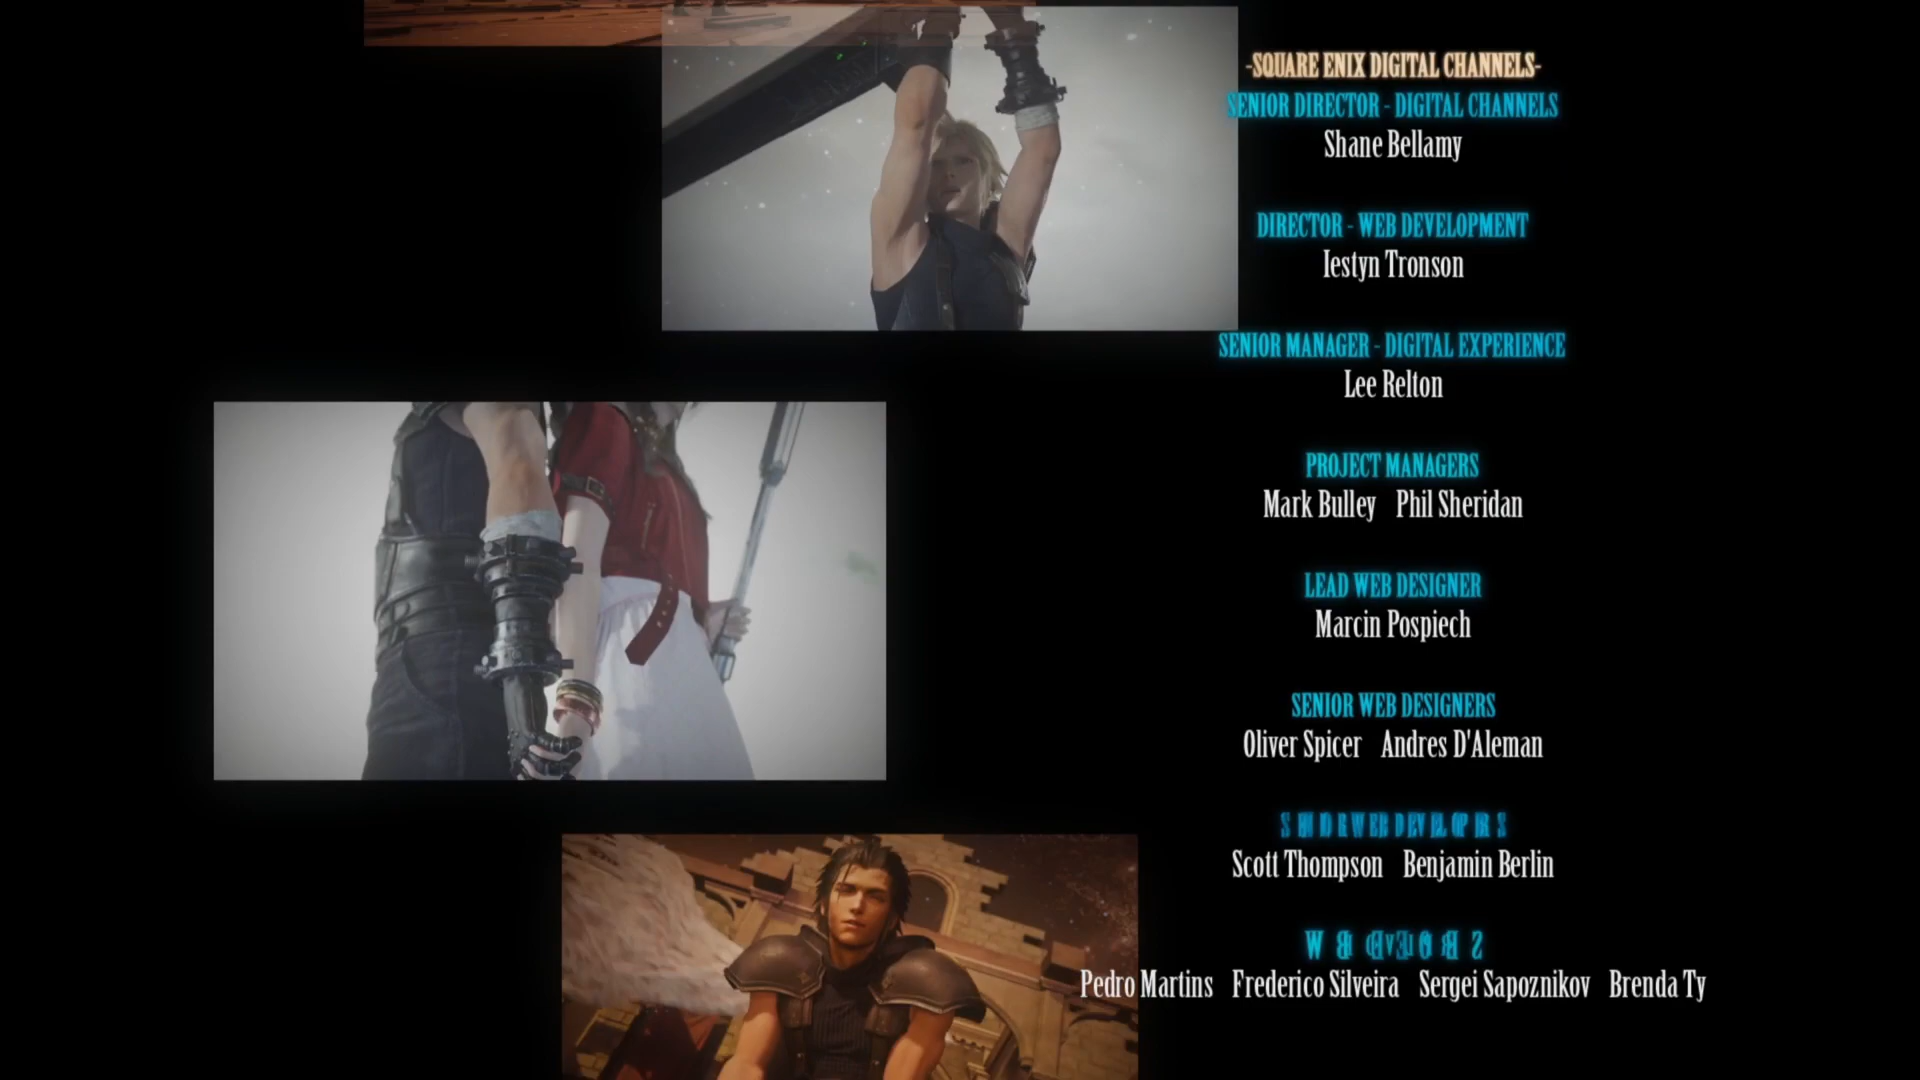 -SQUARE ENIX DIGITAL CHANNELS-
SENIOR DIRECTOR - DIGITAL CHANNELS
Shane Bellamy
DIRECTOR - WEB DEVELOPMENT
Iestyn Tronson
SENIOR MANAGER - DIGITAL EXPERIENCE
Lee Relton
PROJECT MANAGERS
Mark Bulley Phil Sheridan
LEAD WEB DESIGNER
Marcin Pospiech
SENIOR WEB DESIGNERS
Oliver Spicer Andres D'Aleman
WEB
Scott Thompson Benjamin Berlin
Pedro Martins Frederico Silveira Sergei Sapoznikov Brenda Ty